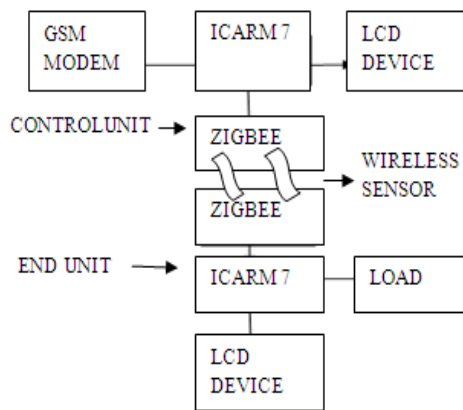 GSM
MODEM
ICARM 7
LCD
DEVICE
CONTROLUNIT
ZIGBEE
WIRELESS
SENSOR
ZIGBEE
END UNIT
ICARM 7
LOAD
LCD
DEVICE